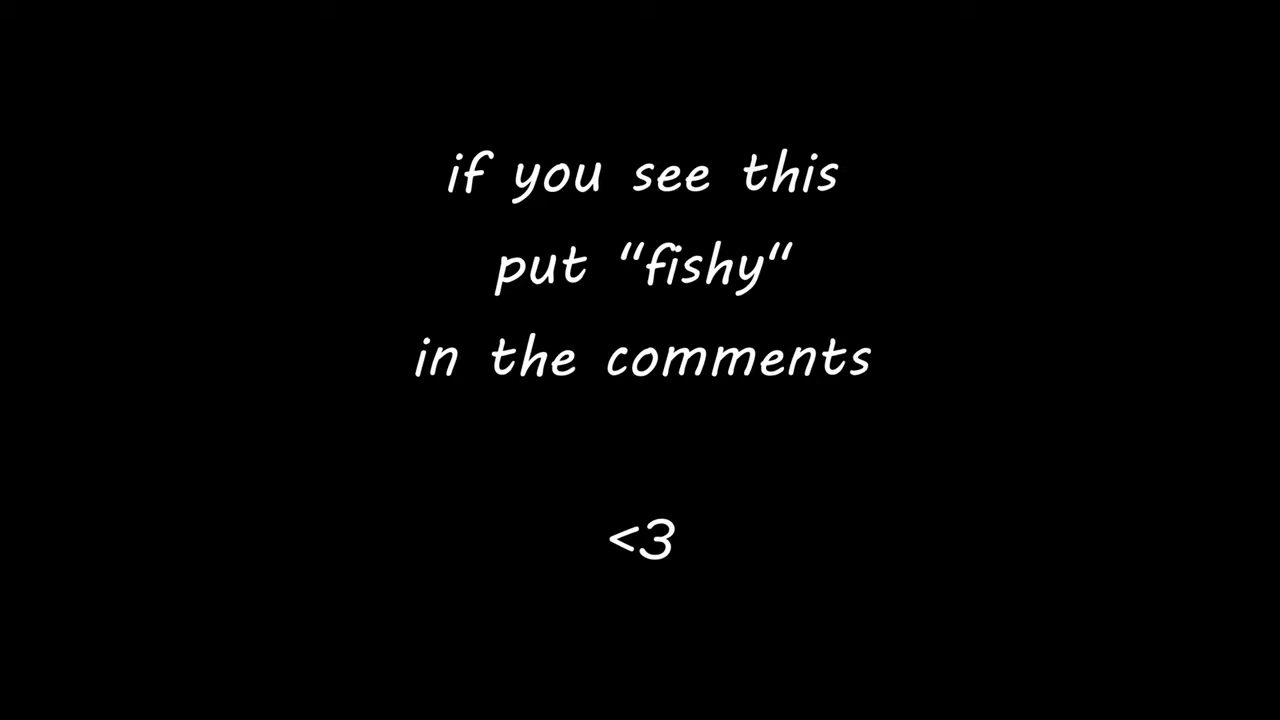 if you see this
put “fishy“
in the comments
<3